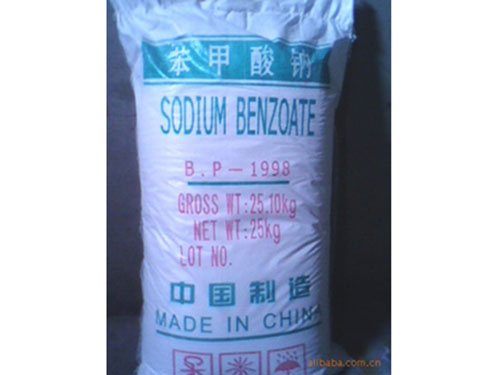 苯甲酸钠
SODIUM BENZOATE
B.P-1998
GROSS WT:25.10kg
NET WT:25kg
LOT NO.
中国制造
MADE IN CHINA
alibaba.com.cn